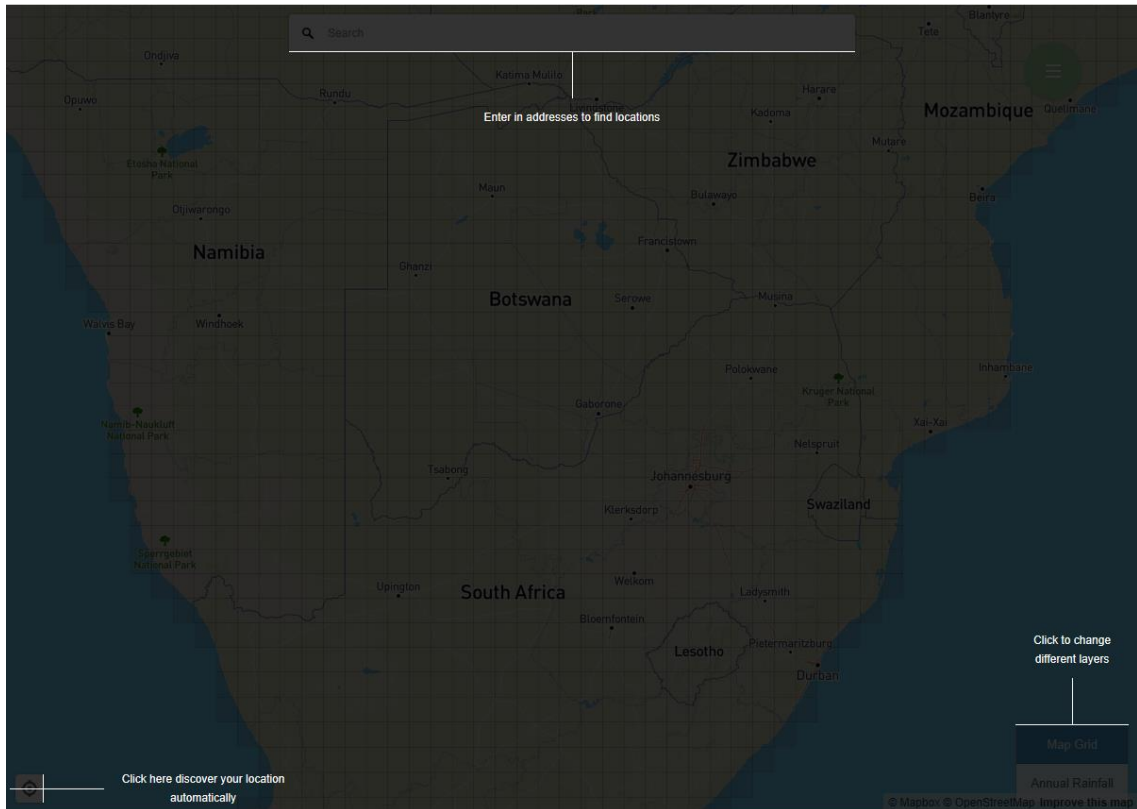 Blantyre
Tete
Search
Ondjiva
Katima Mulilo
Opuwo
Rundu
Livingstone
Harare
Mozambique
Quelimane
Enter in addresses to find locations
Kadoma
Mutare
Etosha National
Park
Zimbabwe
Maun
Bulawayo
Beira
Otjiwarongo
Namibia
Francistown
Ghanzi
Botswana
Serowe
Musina
Walvis Bay
Windhoek
Polokwane
Inhambane
Kruger National
Park
Gaborone
Namib-Naukluft
National Park
Xai-Xai
Nelspruit
Tsabong
Johannesburg
Klerksdorp
Swaziland
Sperrgebiet
National Park
Upington
South Africa
Welkom
Ladysmith
Bloemfontein
Lesotho
Pietermaritzburg
Durban
Click to change
different layers
Map Grid
Click here discover your location
automatically
Annual Rainfall
© Mapbox © OpenStreetMap Improve this map